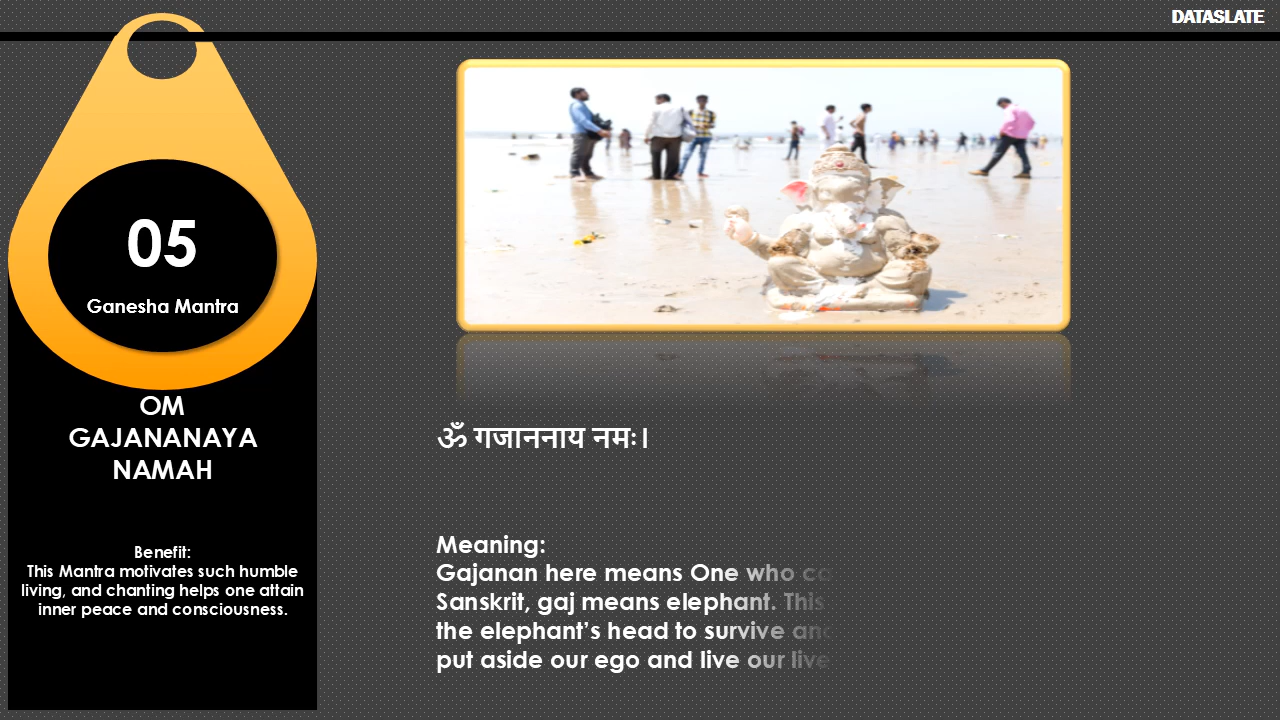 DATASLATE
05
Ganesha Mantra
OM
GAJANANAYA
NAMAH
Benefit:
This Mantra motivates such humble
living, and chanting helps one attain
inner peace and consciousness.
ॐ गजाननाय नमः।
Meaning:
Gajanan here means One who
Sanskrit, gaj means elephant. This
the elephant’s head to survive and
put aside our ego and live our